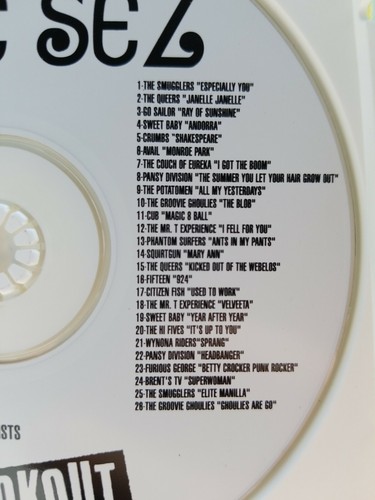 SEZ
1-THE SMUGGLERS "ESPECIALLY YOU"
2-THE QUEERS "JANELLE JANELLE"
3-GO SAILOR "RAY OF SUNSHINE"
4-SWEET BABY "ANDORRA"
5-CRUMBS "SHAKESPEARE"
6-AVAIL "MONROE PARK"
7-THE COUCH OF EUREKA "I GOT THE BOOM"
8-PANSY DIVISION "THE SUMMER YOU LET YOUR HAIR GROW OUT"
9-THE POTATOMEN "ALL MY YESTERDAYS"
10-THE GROOVIE GHOULIES "THE BLOB"
11-CUB "MAGIC 8 BALL"
12-THE MR. T EXPERIENCE "I FELL FOR YOU"
13-PHANTOM SURFERS "ANTS IN MY PANTS"
14-SQUIRTGUN "MARY ANN"
15-THE QUEERS "KICKED OUT OF THE WEBELOS"
16-FIFTEEN "924"
17-CITIZEN FISH "USED TO WORK"
18-THE MR. T EXPERIENCE "VELVEETA"
19-SWEET BABY "YEAR AFTER YEAR"
20-THE HI FIVES "IT'S UP TO YOU"
21-WYNONA RIDERS"SPRANG"
22-PANSY DIVISION "HEADBANGER"
23-FURIOUS GEORGE "BETTY CROCKER PUNK ROCKER"
24-BRENT'S TV "SUPERWOMAN"
25-THE SMUGGLERS "ELITE MANILLA"
26-THE GROOVIE GHOULIES "GHOULIES ARE GO"
STS
OKOUT